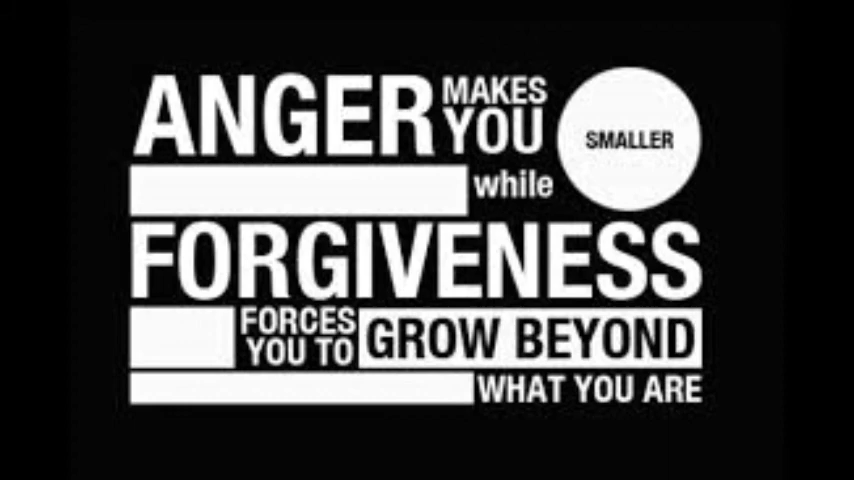 ANGER MAKES
YOU SMALLER
while
FORGIVENESS
FORCES
YOU TO GROW BEYOND
WHAT YOU ARE